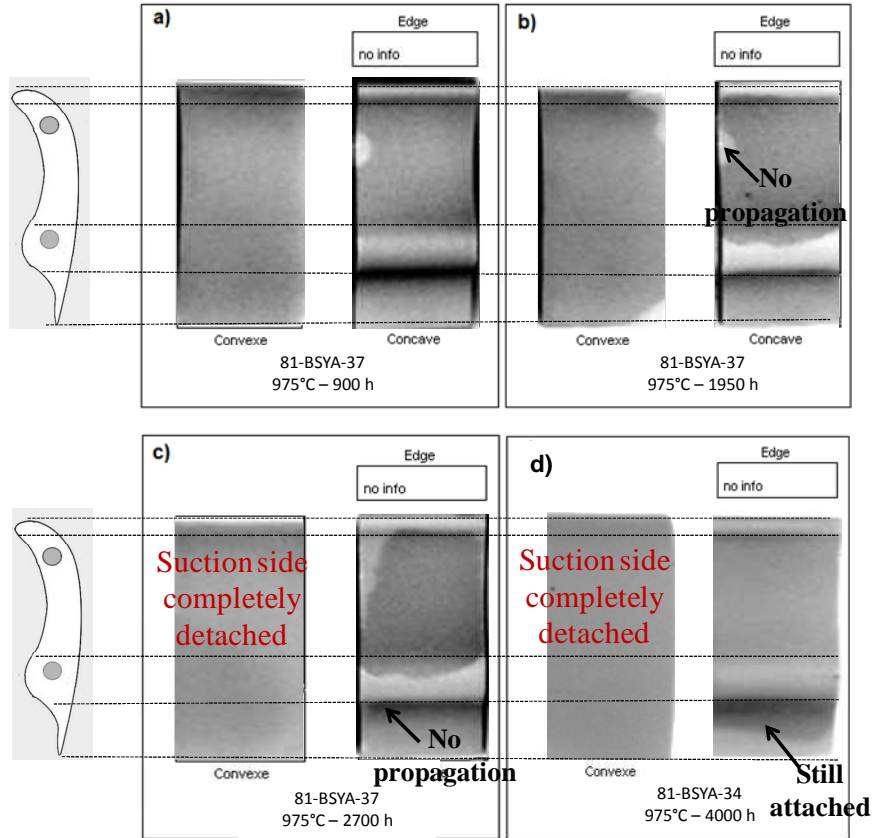 a)
Edge
no info
Convexe
Concave
81-BSYA-37
975°C – 900 h
b)
Edge
no info
No
propagation
Convexe
Concave
81-BSYA-37
975°C – 1950 h
c)
Edge
no info
Suction side
completely
detached
No
propagation
Convexe
81-BSYA-37
975°C – 2700 h
d)
Edge
no info
Suction side
completely
detached
Still
attached
Convexe
81-BSYA-34
975°C – 4000 h